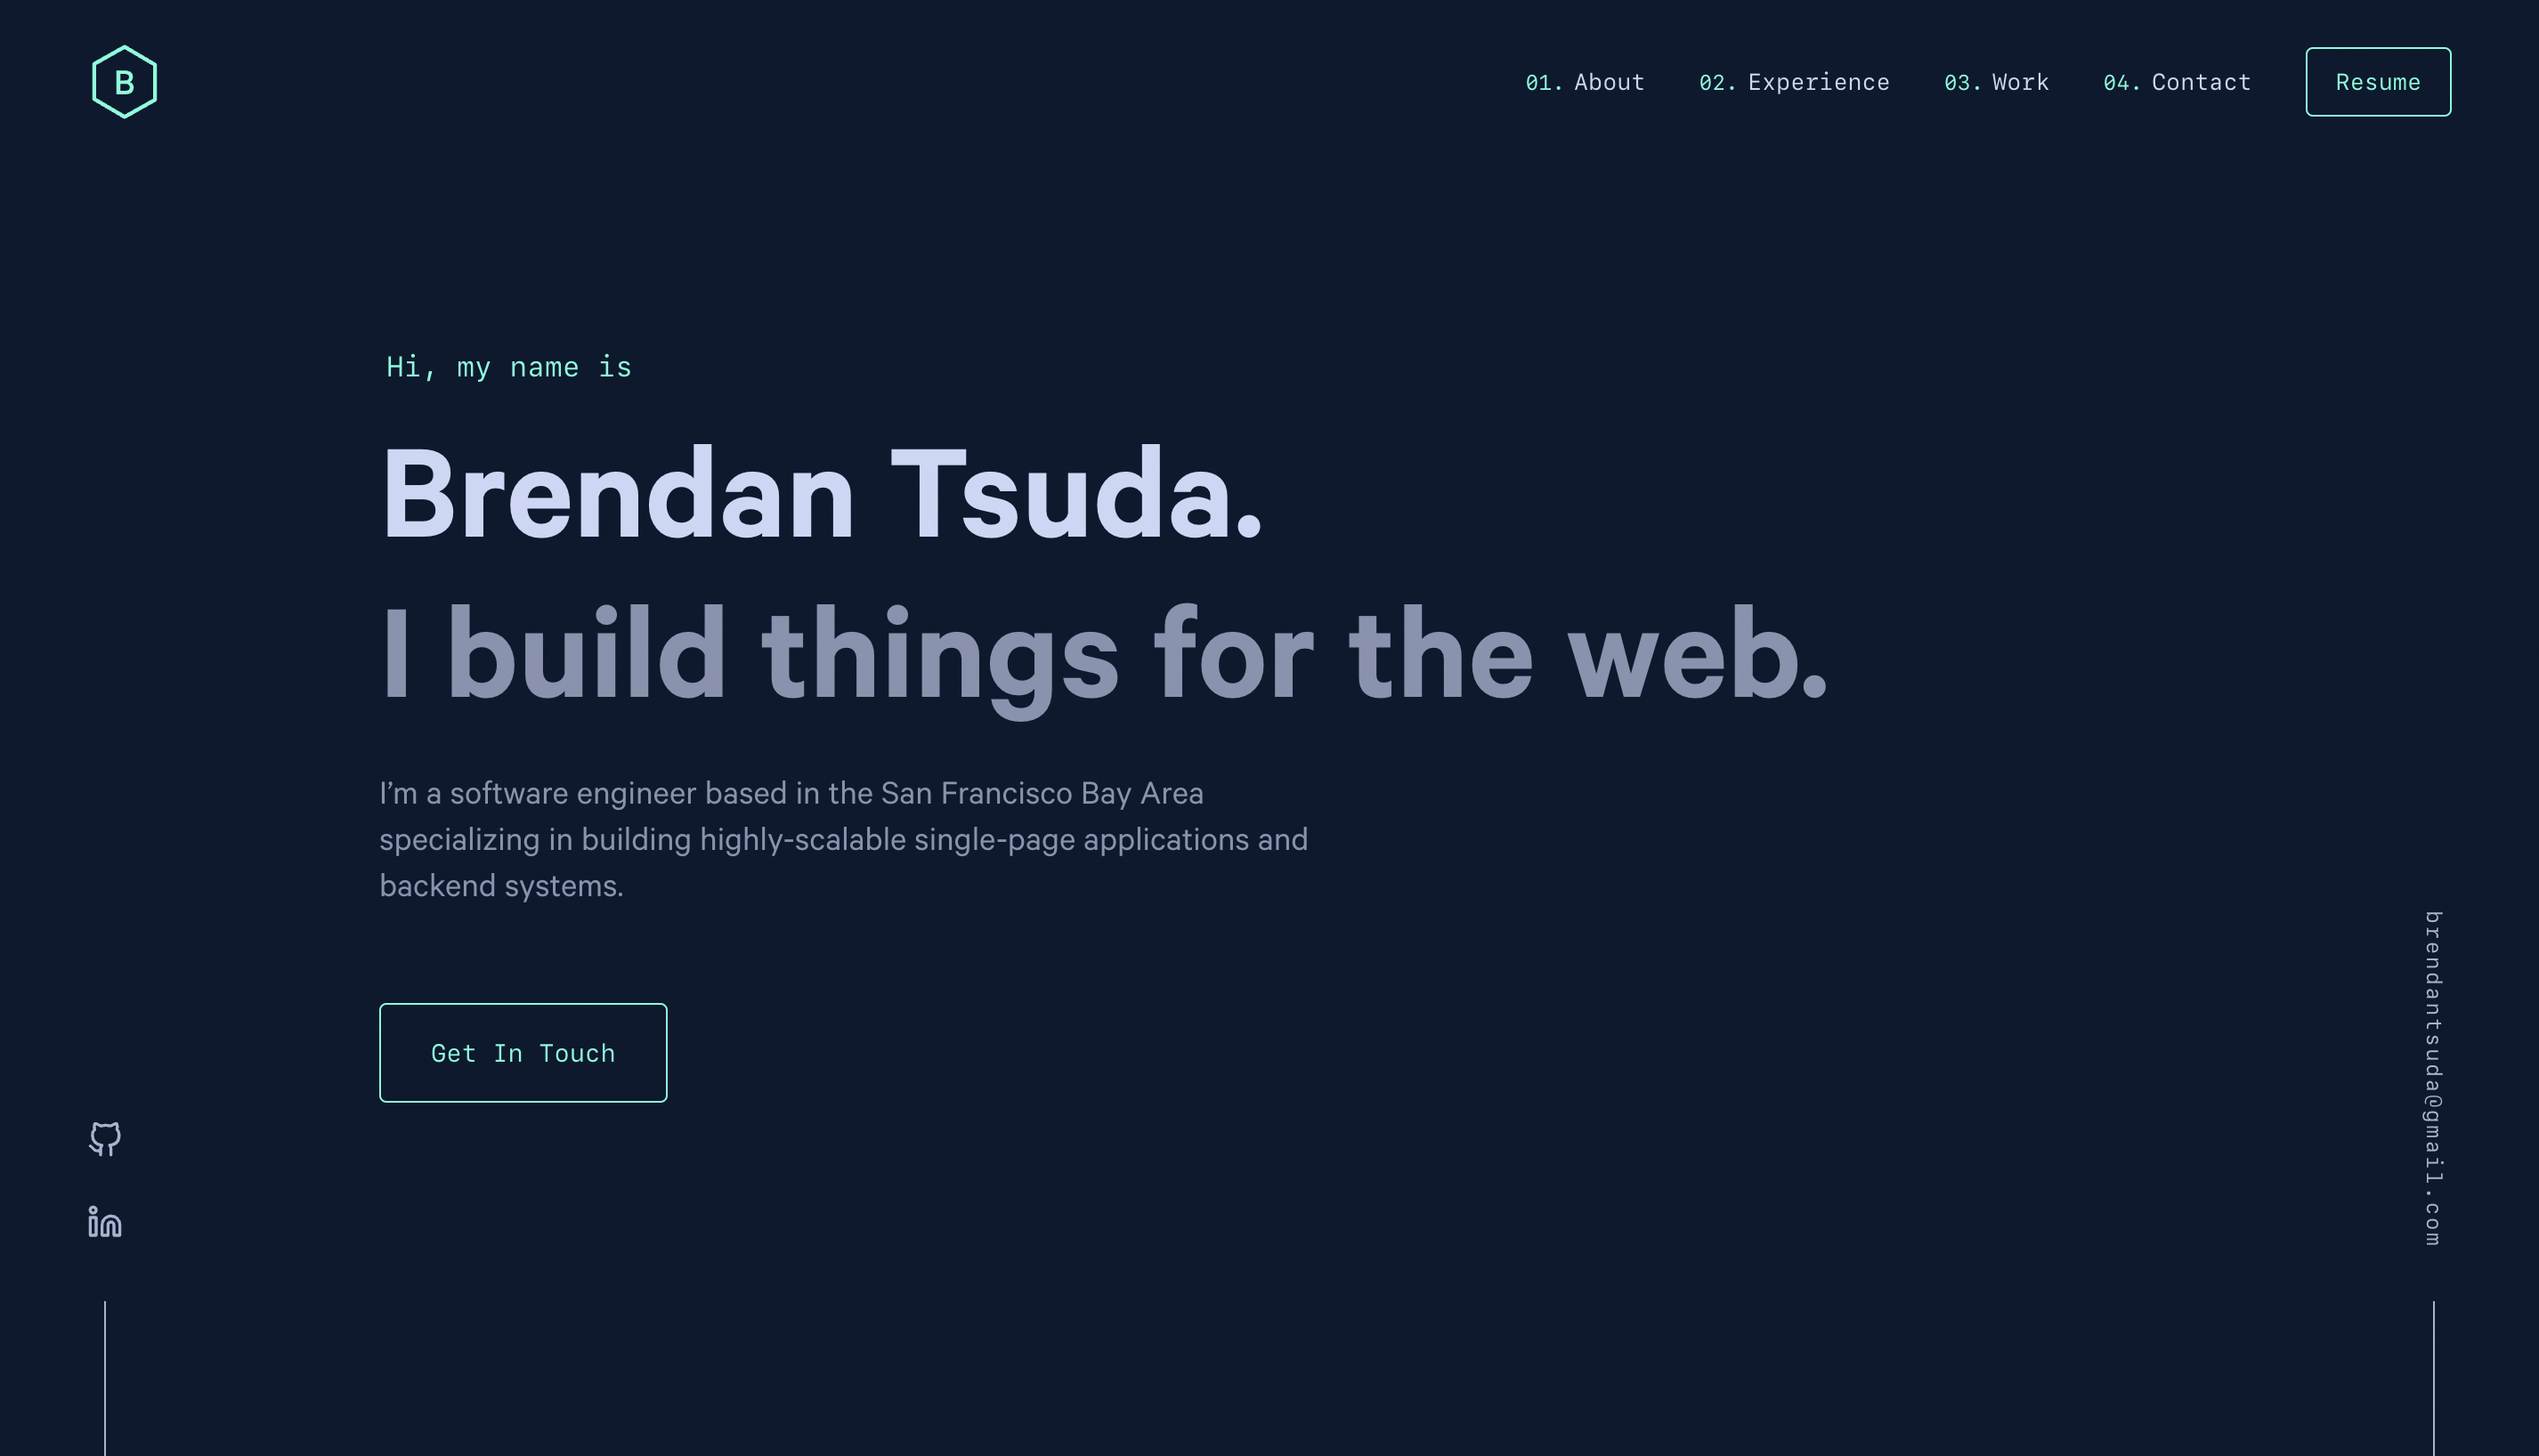 B
01. About 02. Experience 03. Work 04. Contact Resume
Hi, my name is
Brendan Tsuda.
I build things for the web.
I’m a software engineer based in the San Francisco Bay Area
specializing in building highly-scalable single-page applications and
backend systems.
Get In Touch
in
brendantsuda@gmail.com